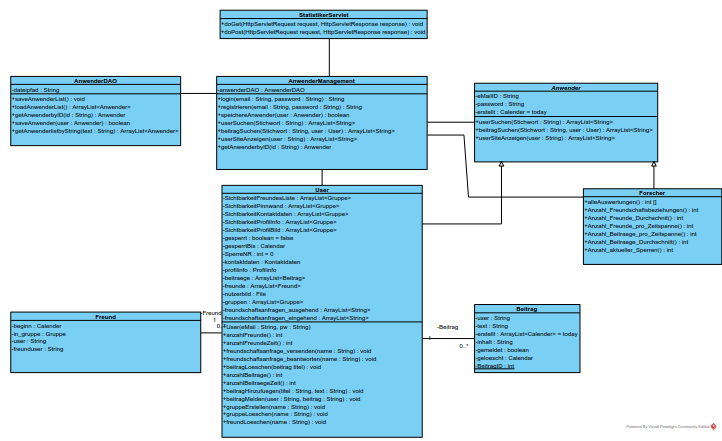 StatistikerServlet
+doGet(HttpServletRequest request, HttpServletResponse response) : void
+doPost(HttpServletRequest request, HttpServletResponse response) : void
AnwenderDAO
-dateipfad : String
+saveAnwenderList() : void
+loadAnwenderList() : ArrayList<Anwender>
+getAnwenderbyID(id : String) : Anwender
+saveAnwender(user : Anwender) : boolean
+getAnwenderlistbyString(text : String) : ArrayList<Anwender>
AnwenderManagement
-anwenderDAO : AnwenderDAO
+login(email : String, password : String) : String
+registrieren(email : String, password : String) : String
+speichersAnwender(user : Anwender) : boolean
+userSuchen(Stichwort : String) : ArrayList<String>
+beitragSuchen(Stichwort : String, user : User) : ArrayList<String>
+userSiteAnzeigen(user : String) : ArrayList<String>
+getAnwenderbyID(id : String) : Anwender
Anwender
-eMailID : String
-password : String
-erstellt : Calender = today
+userSuchen(Stichwort : String) : ArrayList<String>
+beitragSuchen(Stichwort : String, user : User) : ArrayList<String>
+userSiteAnzeigen(user : String) : ArrayList<String>
Forscher
+alleAuswertungen() : int []
+Anzahl_Freundschaftsbeziehungen() : int
+Anzahl_Freunde_Durchschnit() : int
+Anzahl_Freunde_pro_Zeitspanne() : int
+Anzahl_Beitraege_pro_Zeitspanne() : int
+Anzahl_Beitraege_Durchschnit() : int
+Anzahl_aktueller_Sperren() : int
User
-SichtbarkeitFreundesListe : ArrayList<Gruppe>
-SichtbarkeitPinnwand : ArrayList<Gruppe>
-SichtbarkeitKontaktdaten : ArrayList<Gruppe>
-SichtbarkeitProfilInfo : ArrayList<Gruppe>
-SichtbarkeitProfilBild : ArrayList<Gruppe>
-gesperrt : boolean = false
-gesperrtBis : Calendar
-SperreNR : int = 0
-kontaktdaten : Kontaktdaten
-profilinfo : ProfilInfo
-beitraege : ArrayList<Beitrag>
-freunde : ArrayList<Freund>
-nutzerbild : File
-gruppen : ArrayList<Gruppe>
-freundschaftsanfragen_ausgehend : ArrayList<String>
-freundschaftsanfragen_eingehend : ArrayList<String>
+User(eMail : String, pw : String)
+anzahlFreunde() : int
+anzahlFreundeZeit() : int
+freundschaftsanfrage_versenden(name : String) : void
+freundschaftsanfrage_beantworten(name : String) : void
+beitragLoeschen(beitrag titel) : void
+anzahlBeitrage() : int
+anzahlBeitraegeZeit() : int
+beitragHinzufuegen(titel : String, text : String) : void
+beitragMelden(user : String, beitrag : String) : void
+gruppeErstellen(name : String) : void
+gruppeLoeschen(name : String) : void
+freundLoeschen(name : String) : void
Freund
-beginn : Calender
-in_gruppe : Gruppe
-user : String
-freunduser : String
-Freund
1
0..*
-Beitrag
1
0..*
Beitrag
-user : String
-text : String
-erstellt : ArrayList<Calender> = today
-inhalt : String
-gemeldet : boolean
-geloescht : Calendar
-BeitragID : int
Powered By Visual Paradigm Community Edition